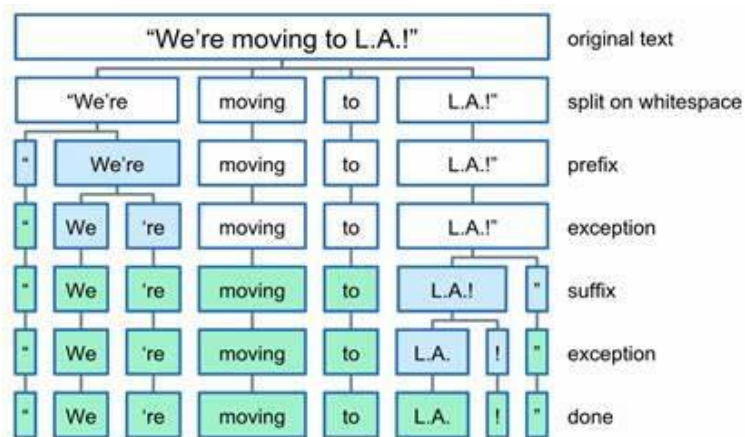 “We’re moving to L.A.!” original text
“We’re moving to L.A.!” split on whitespace
“ We’re moving to L.A.!” prefix
“ We ’re moving to L.A.!” exception
“ We ’re moving to L.A.! ” suffix
“ We ’re moving to L.A. ! ” exception
“ We ’re moving to L.A. ! ” done